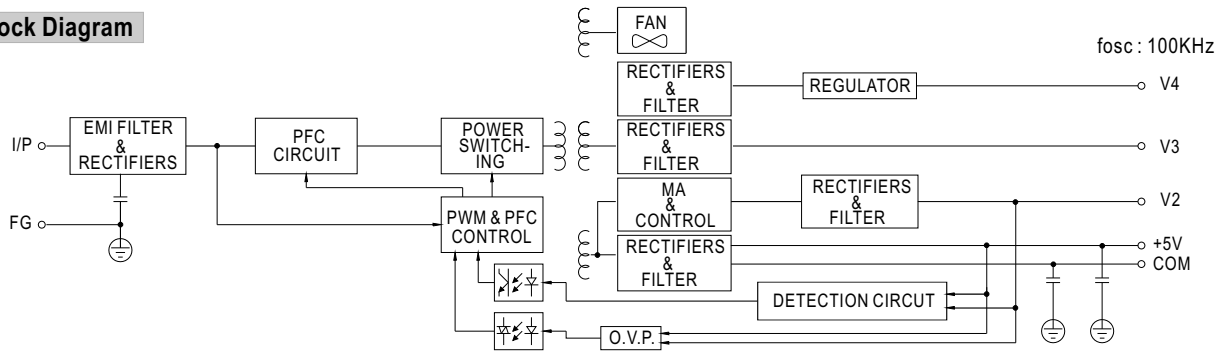 ock Diagram
FAN
fosc : 100KHz
RECTIFIERS
&
FILTER
REGULATOR
V4
I/P
EMI FILTER
&
RECTIFIERS
PFC
CIRCUIT
POWER
SWITCH-
ING
RECTIFIERS
&
FILTER
V3
MA
&
CONTROL
RECTIFIERS
&
FILTER
V2
FG
PWM & PFC
CONTROL
RECTIFIERS
&
FILTER
+5V
COM
DETECTION CIRCUT
O.V.P.